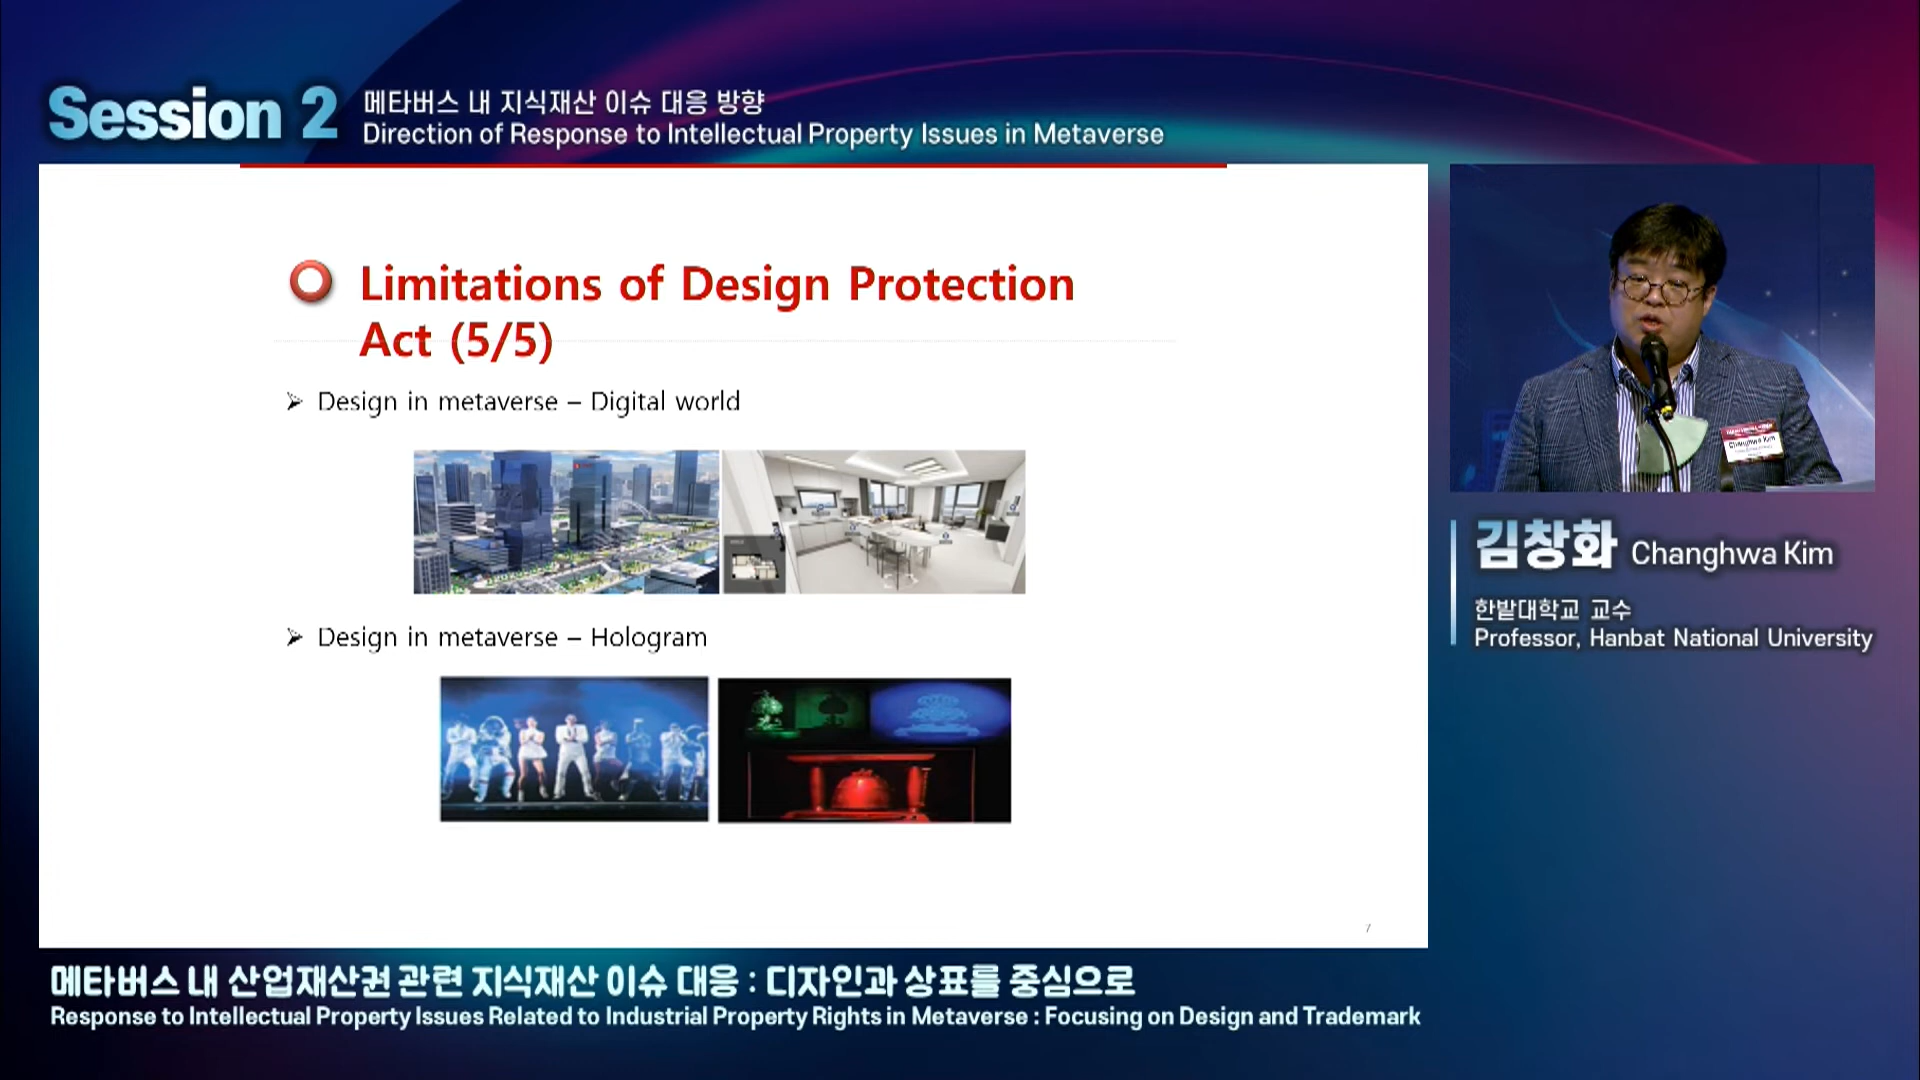 Session 2
메타버스 내 지식재산 이슈 대응 방향
Direction of Response to Intellectual Property Issues in Metaverse
Limitations of Design Protection
Act (5/5)
➢ Design in metaverse – Digital world
➢ Design in metaverse – Hologram
7
Changhwa Kim
김창화 Changhwa Kim
한밭대학교 교수
Professor, Hanbat National University
메타버스 내 산업재산권 관련 지식재산 이슈 대응 : 디자인과 상표를 중심으로
Response to Intellectual Property Issues Related to Industrial Property Rights in Metaverse : Focusing on Design and Trademark